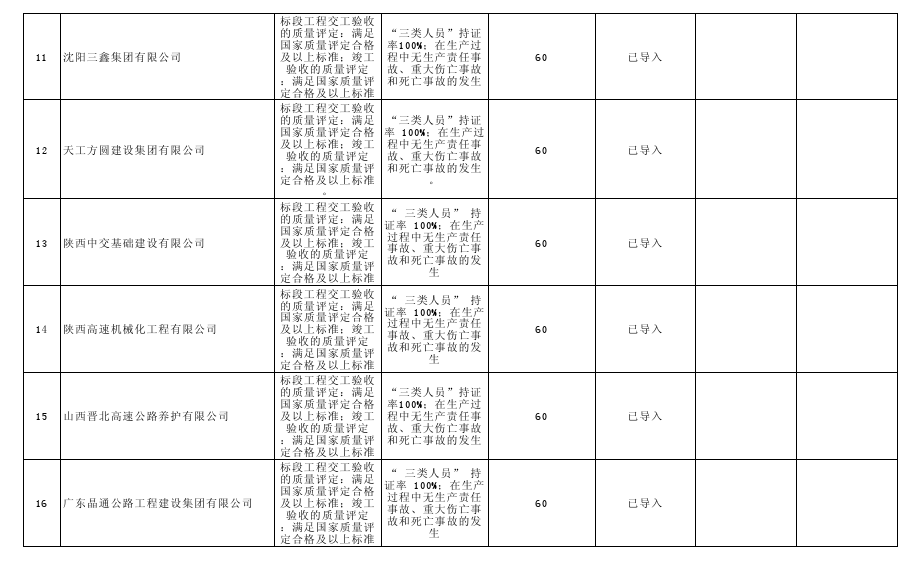 11
沈阳三鑫集团有限公司
标段工程交工验收
的质量评定：满足
国家质量评定合格
及以上标准；竣工
验收的质量评定
：满足国家质量评
定合格及以上标准
“三类人员”持证
率100%；在生产过
程中无生产责任事
故、重大伤亡事故
和死亡事故的发生
60
已导入
12
天工方圆建设集团有限公司
标段工程交工验收
的质量评定：满足
国家质量评定合格
及以上标准；竣工
验收的质量评定
：满足国家质量评
定合格及以上标准
。
“三类人员”持证
率 100%；在生产过
程中无生产责任事
故、重大伤亡事故
和死亡事故的发生
。
60
已导入
13
陕西中交基础建设有限公司
标段工程交工验收
的质量评定：满足
国家质量评定合格
及以上标准；竣工
验收的质量评定
：满足国家质量评
定合格及以上标准
“ 三类人员” 持
证率 100%；在生产
过程中无生产责任
事故、重大伤亡事
故和死亡事故的发
生
60
已导入
14
陕西高速机械化工程有限公司
标段工程交工验收
的质量评定：满足
国家质量评定合格
及以上标准；竣工
验收的质量评定
：满足国家质量评
定合格及以上标准
“ 三类人员” 持
证率 100%；在生产
过程中无生产责任
事故、重大伤亡事
故和死亡事故的发
生
60
已导入
15
山西晋北高速公路养护有限公司
标段工程交工验收
的质量评定：满足
国家质量评定合格
及以上标准；竣工
验收的质量评定
：满足国家质量评
定合格及以上标准
“三类人员”持证
率100%；在生产过
程中无生产责任事
故、重大伤亡事故
和死亡事故的发生
60
已导入
16
广东晶通公路工程建设集团有限公司
标段工程交工验收
的质量评定：满足
国家质量评定合格
及以上标准；竣工
验收的质量评定
：满足国家质量评
定合格及以上标准
“ 三类人员” 持
证率 100%；在生产
过程中无生产责任
事故、重大伤亡事
故和死亡事故的发
生
60
已导入